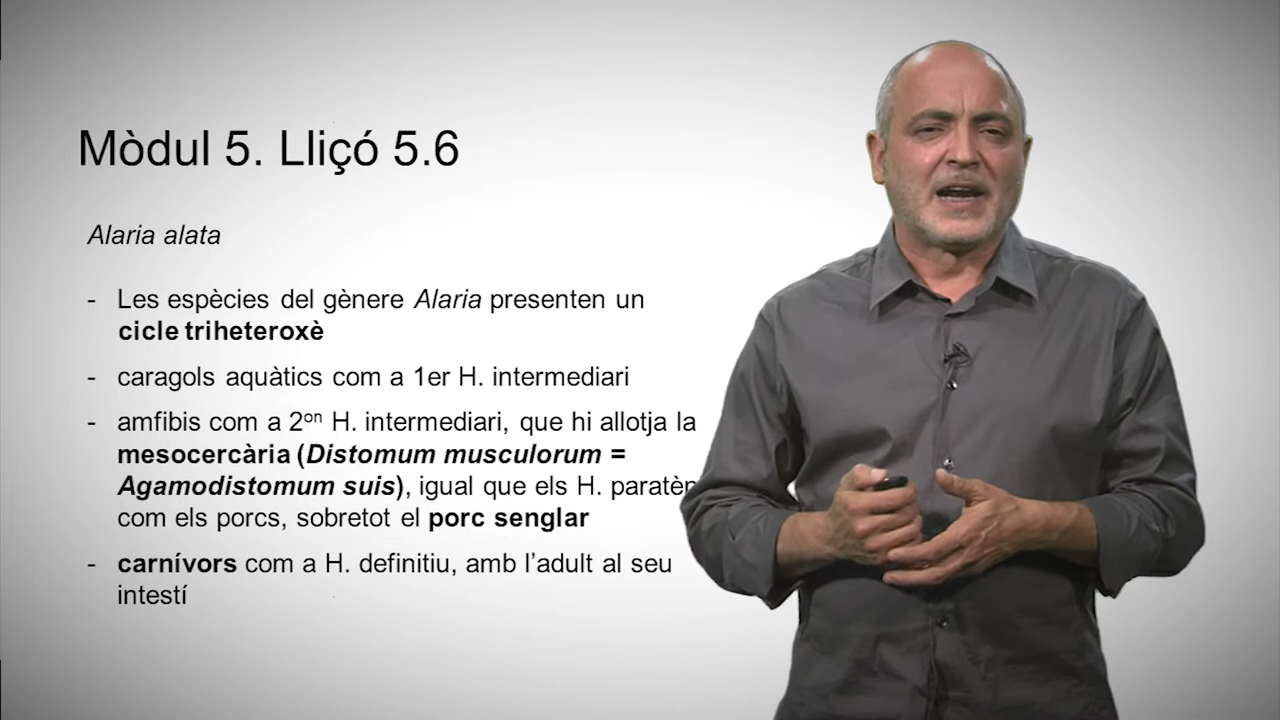 Mòdul 5. Lliçó 5.6
Alaria alata
- Les espècies del gènere Alaria presenten un
cicle triheteroxè
- caragols aquàtics com a 1er H. intermediari
- amfibis com a 2on H. intermediari, que hi allotja la
mesocercària (Distomum musculorum =
Agamodistomum suis), igual que els H.
com els porcs, sobretot el porc senglar
- carnívors com a H. definitiu, amb l’adult al seu
intestí